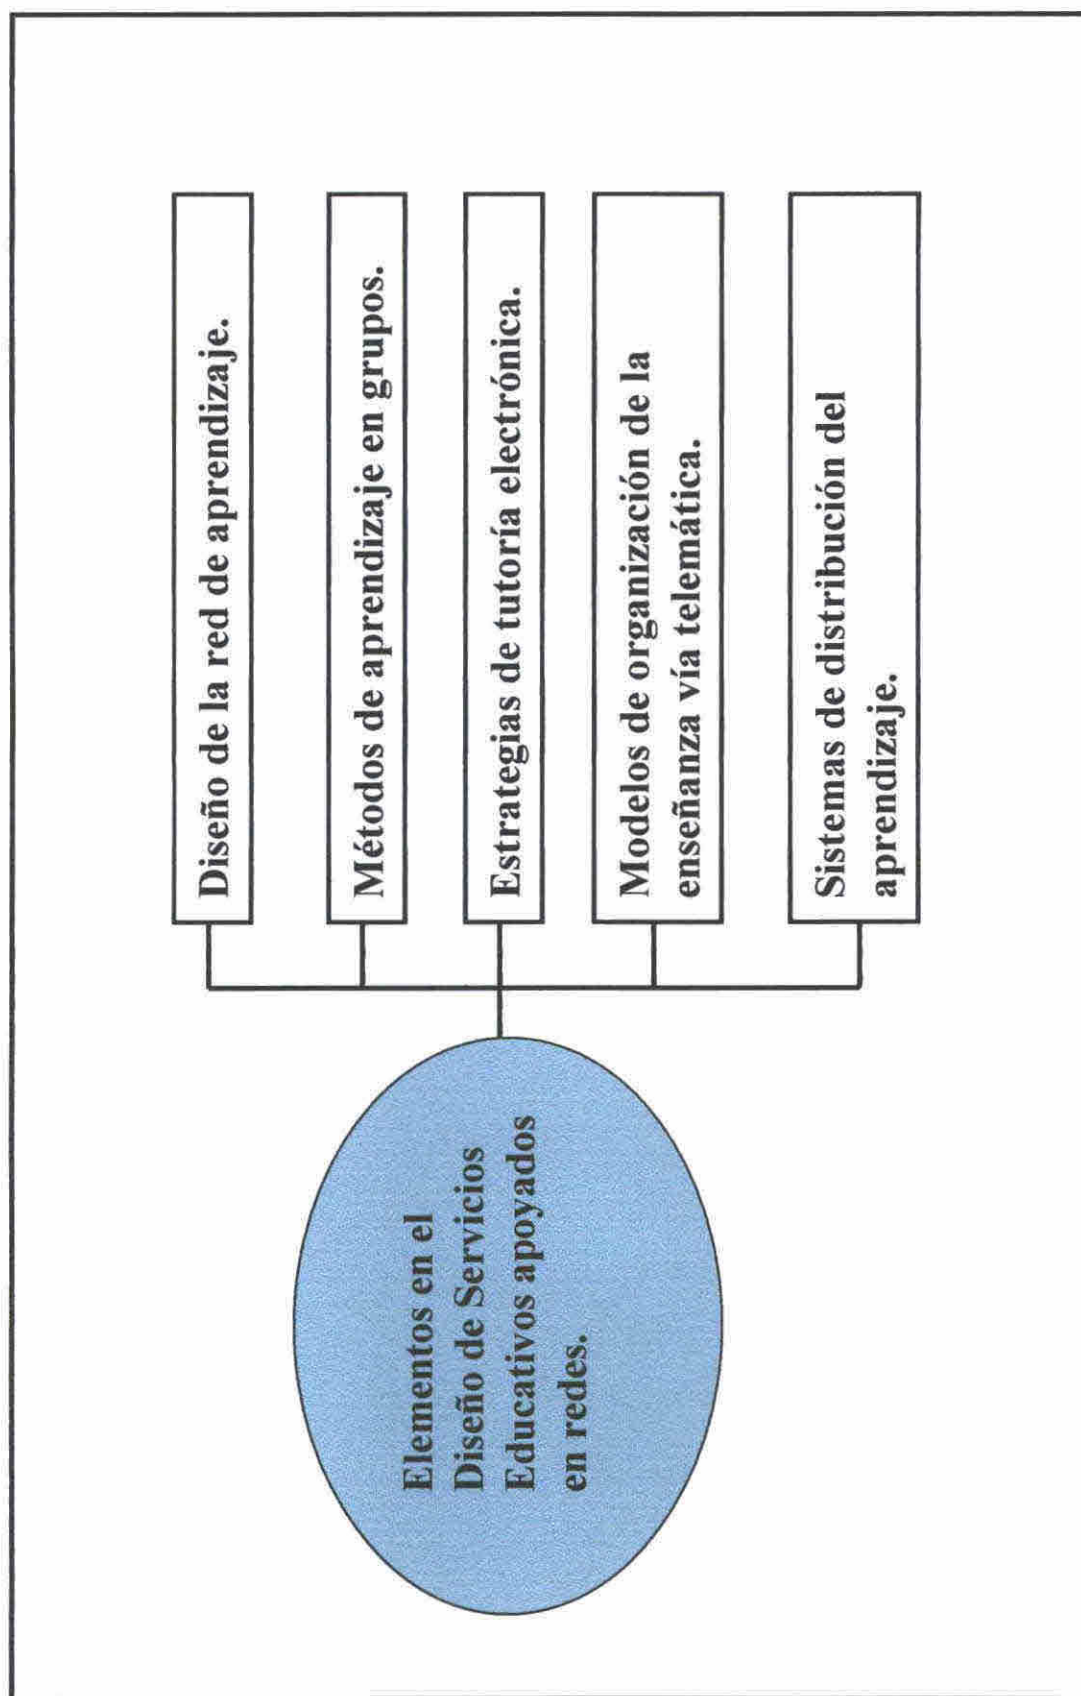 Elementos en el
Diseño de Servicios
Educativos apoyados
en redes.
Diseño de la red de aprendizaje.
Métodos de aprendizaje en grupos.
Estrategias de tutoría electrónica.
Modelos de organización de la
enseñanza vía telemática.
Sistemas de distribución del
aprendizaje.